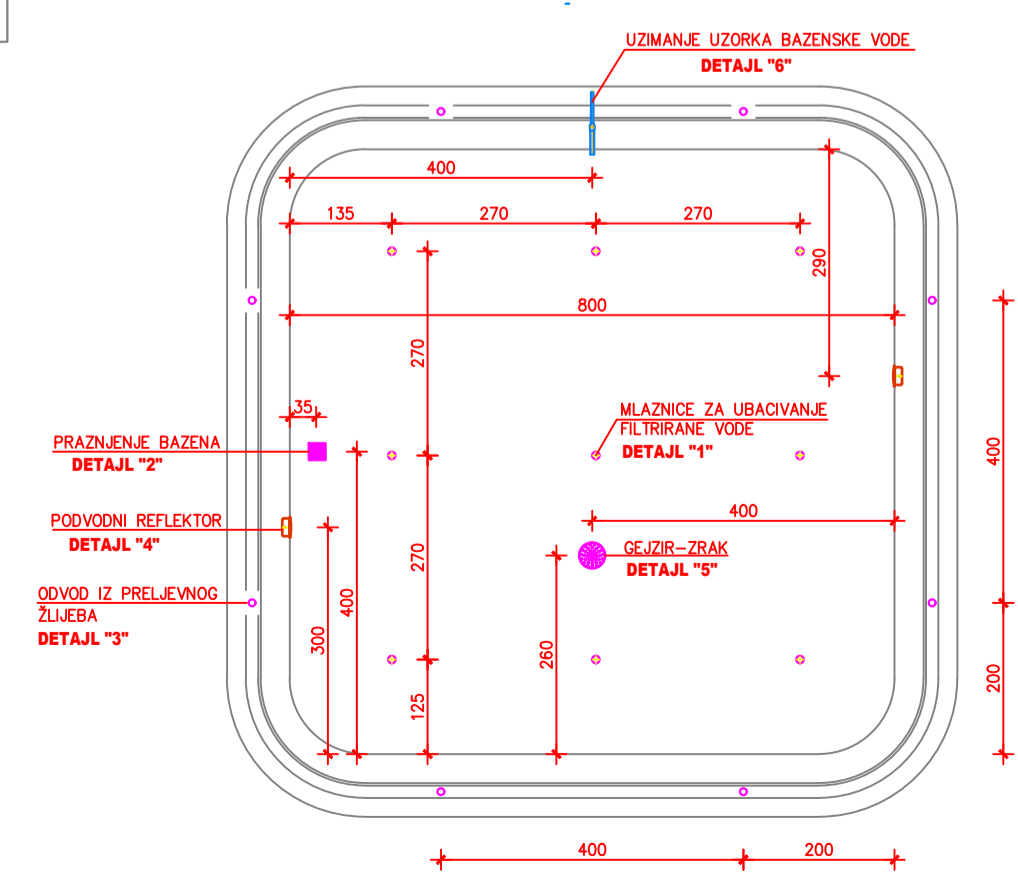 UZIMANJE UZORKA BAZENSKE VODE
DETAJL "6"
400
135
270
270
290
800
270
35
MLAZNICE ZA UBACIVANJE
FILTRIRANE VODE
DETAJL "1"
PRAZNJENJE BAZENA
DETAJL "2"
400
400
PODVODNI REFLEKTOR
DETAJL "4"
GEJZIR-ZRAK
DETAJL "5"
270
ODVOD IZ PRELJEVNOG
ŽLIJEBA
DETAJL "3"
400
300
260
125
200
400
200